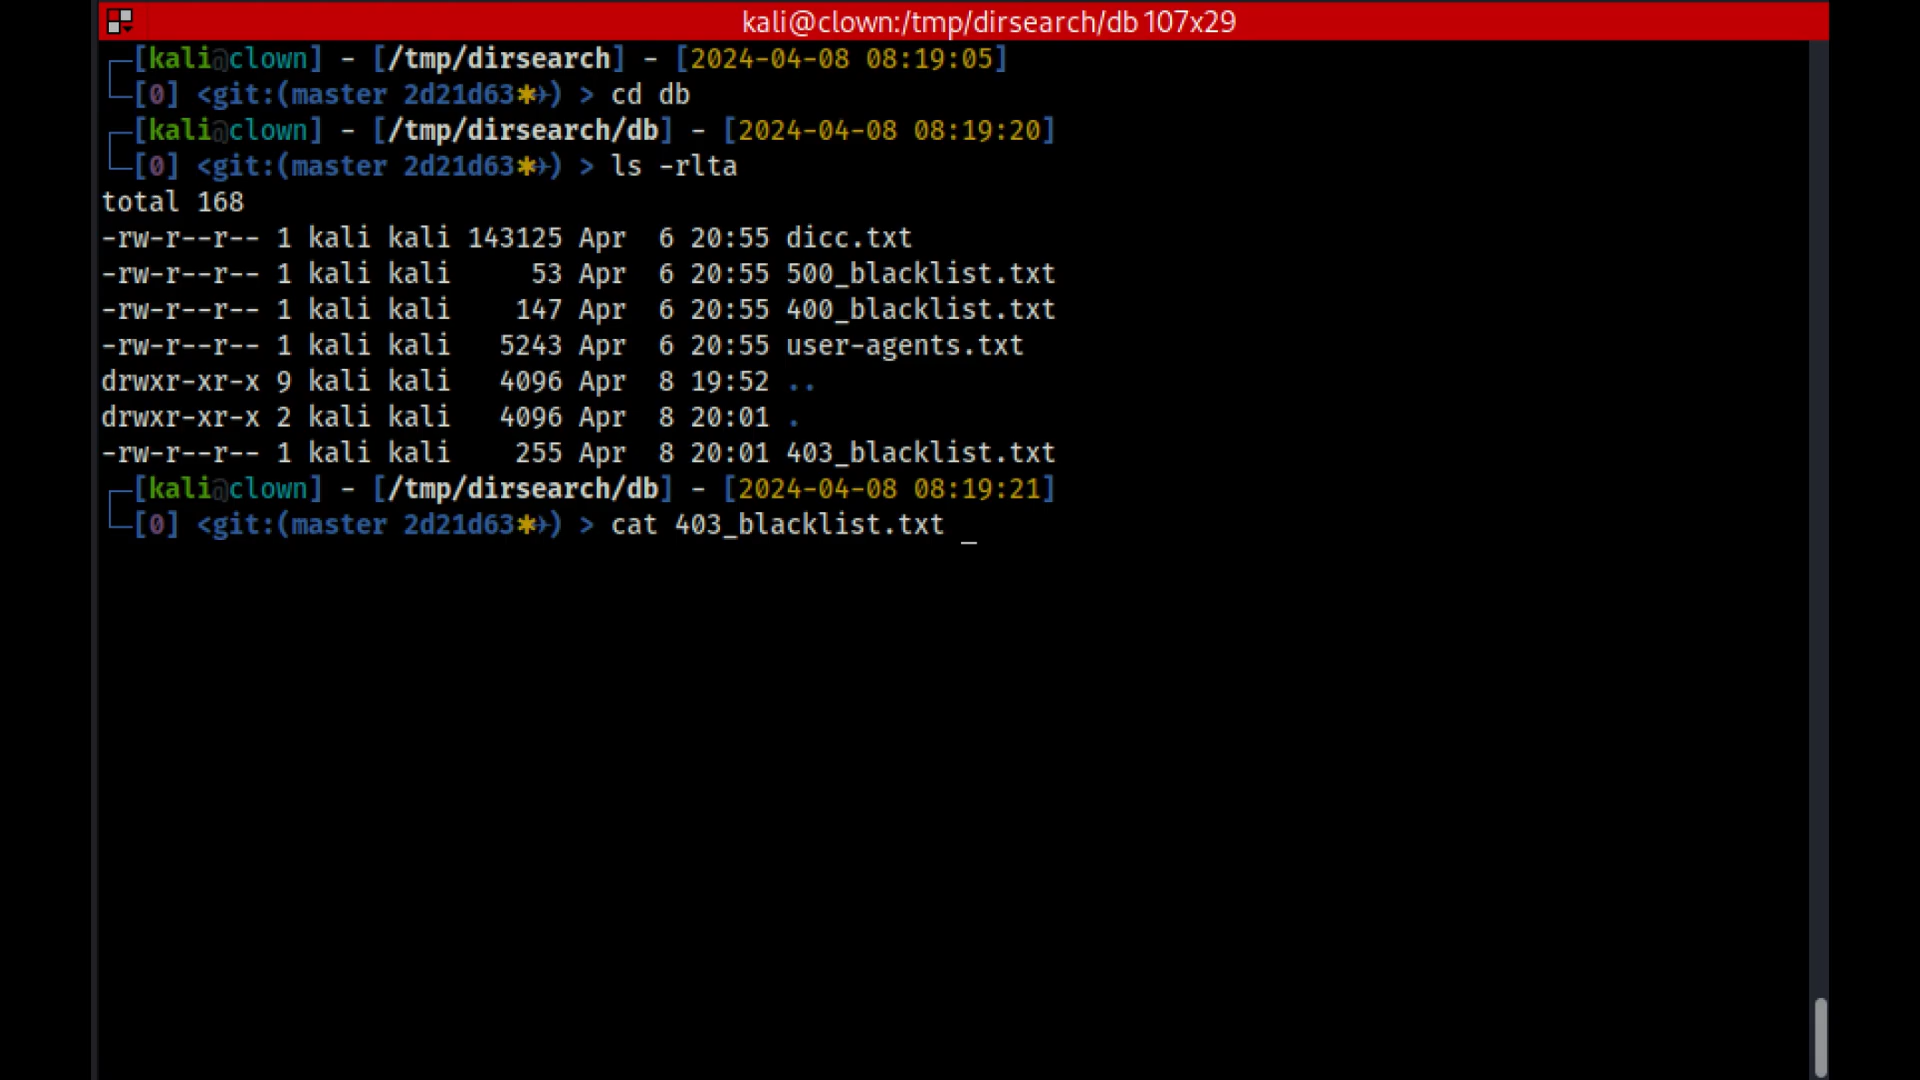 kali@clown:/tmp/dirsearch/db 107x29
[kali@clown] - [/tmp/dirsearch] - [2024-04-08 08:19:05]
[0] <git:(master 2d21d63✱✈) > cd db
[kali@clown] - [/tmp/dirsearch/db] - [2024-04-08 08:19:20]
[0] <git:(master 2d21d63✱✈) > ls -rlta
total 168
-rw-r--r-- 1 kali kali 143125 Apr  6 20:55 dicc.txt
-rw-r--r-- 1 kali kali     53 Apr  6 20:55 500_blacklist.txt
-rw-r--r-- 1 kali kali    147 Apr  6 20:55 400_blacklist.txt
-rw-r--r-- 1 kali kali   5243 Apr  6 20:55 user-agents.txt
drwxr-xr-x 9 kali kali   4096 Apr  8 19:52 ..
drwxr-xr-x 2 kali kali   4096 Apr  8 20:01 .
-rw-r--r-- 1 kali kali    255 Apr  8 20:01 403_blacklist.txt
[kali@clown] - [/tmp/dirsearch/db] - [2024-04-08 08:19:21]
[0] <git:(master 2d21d63✱✈) > cat 403_blacklist.txt _